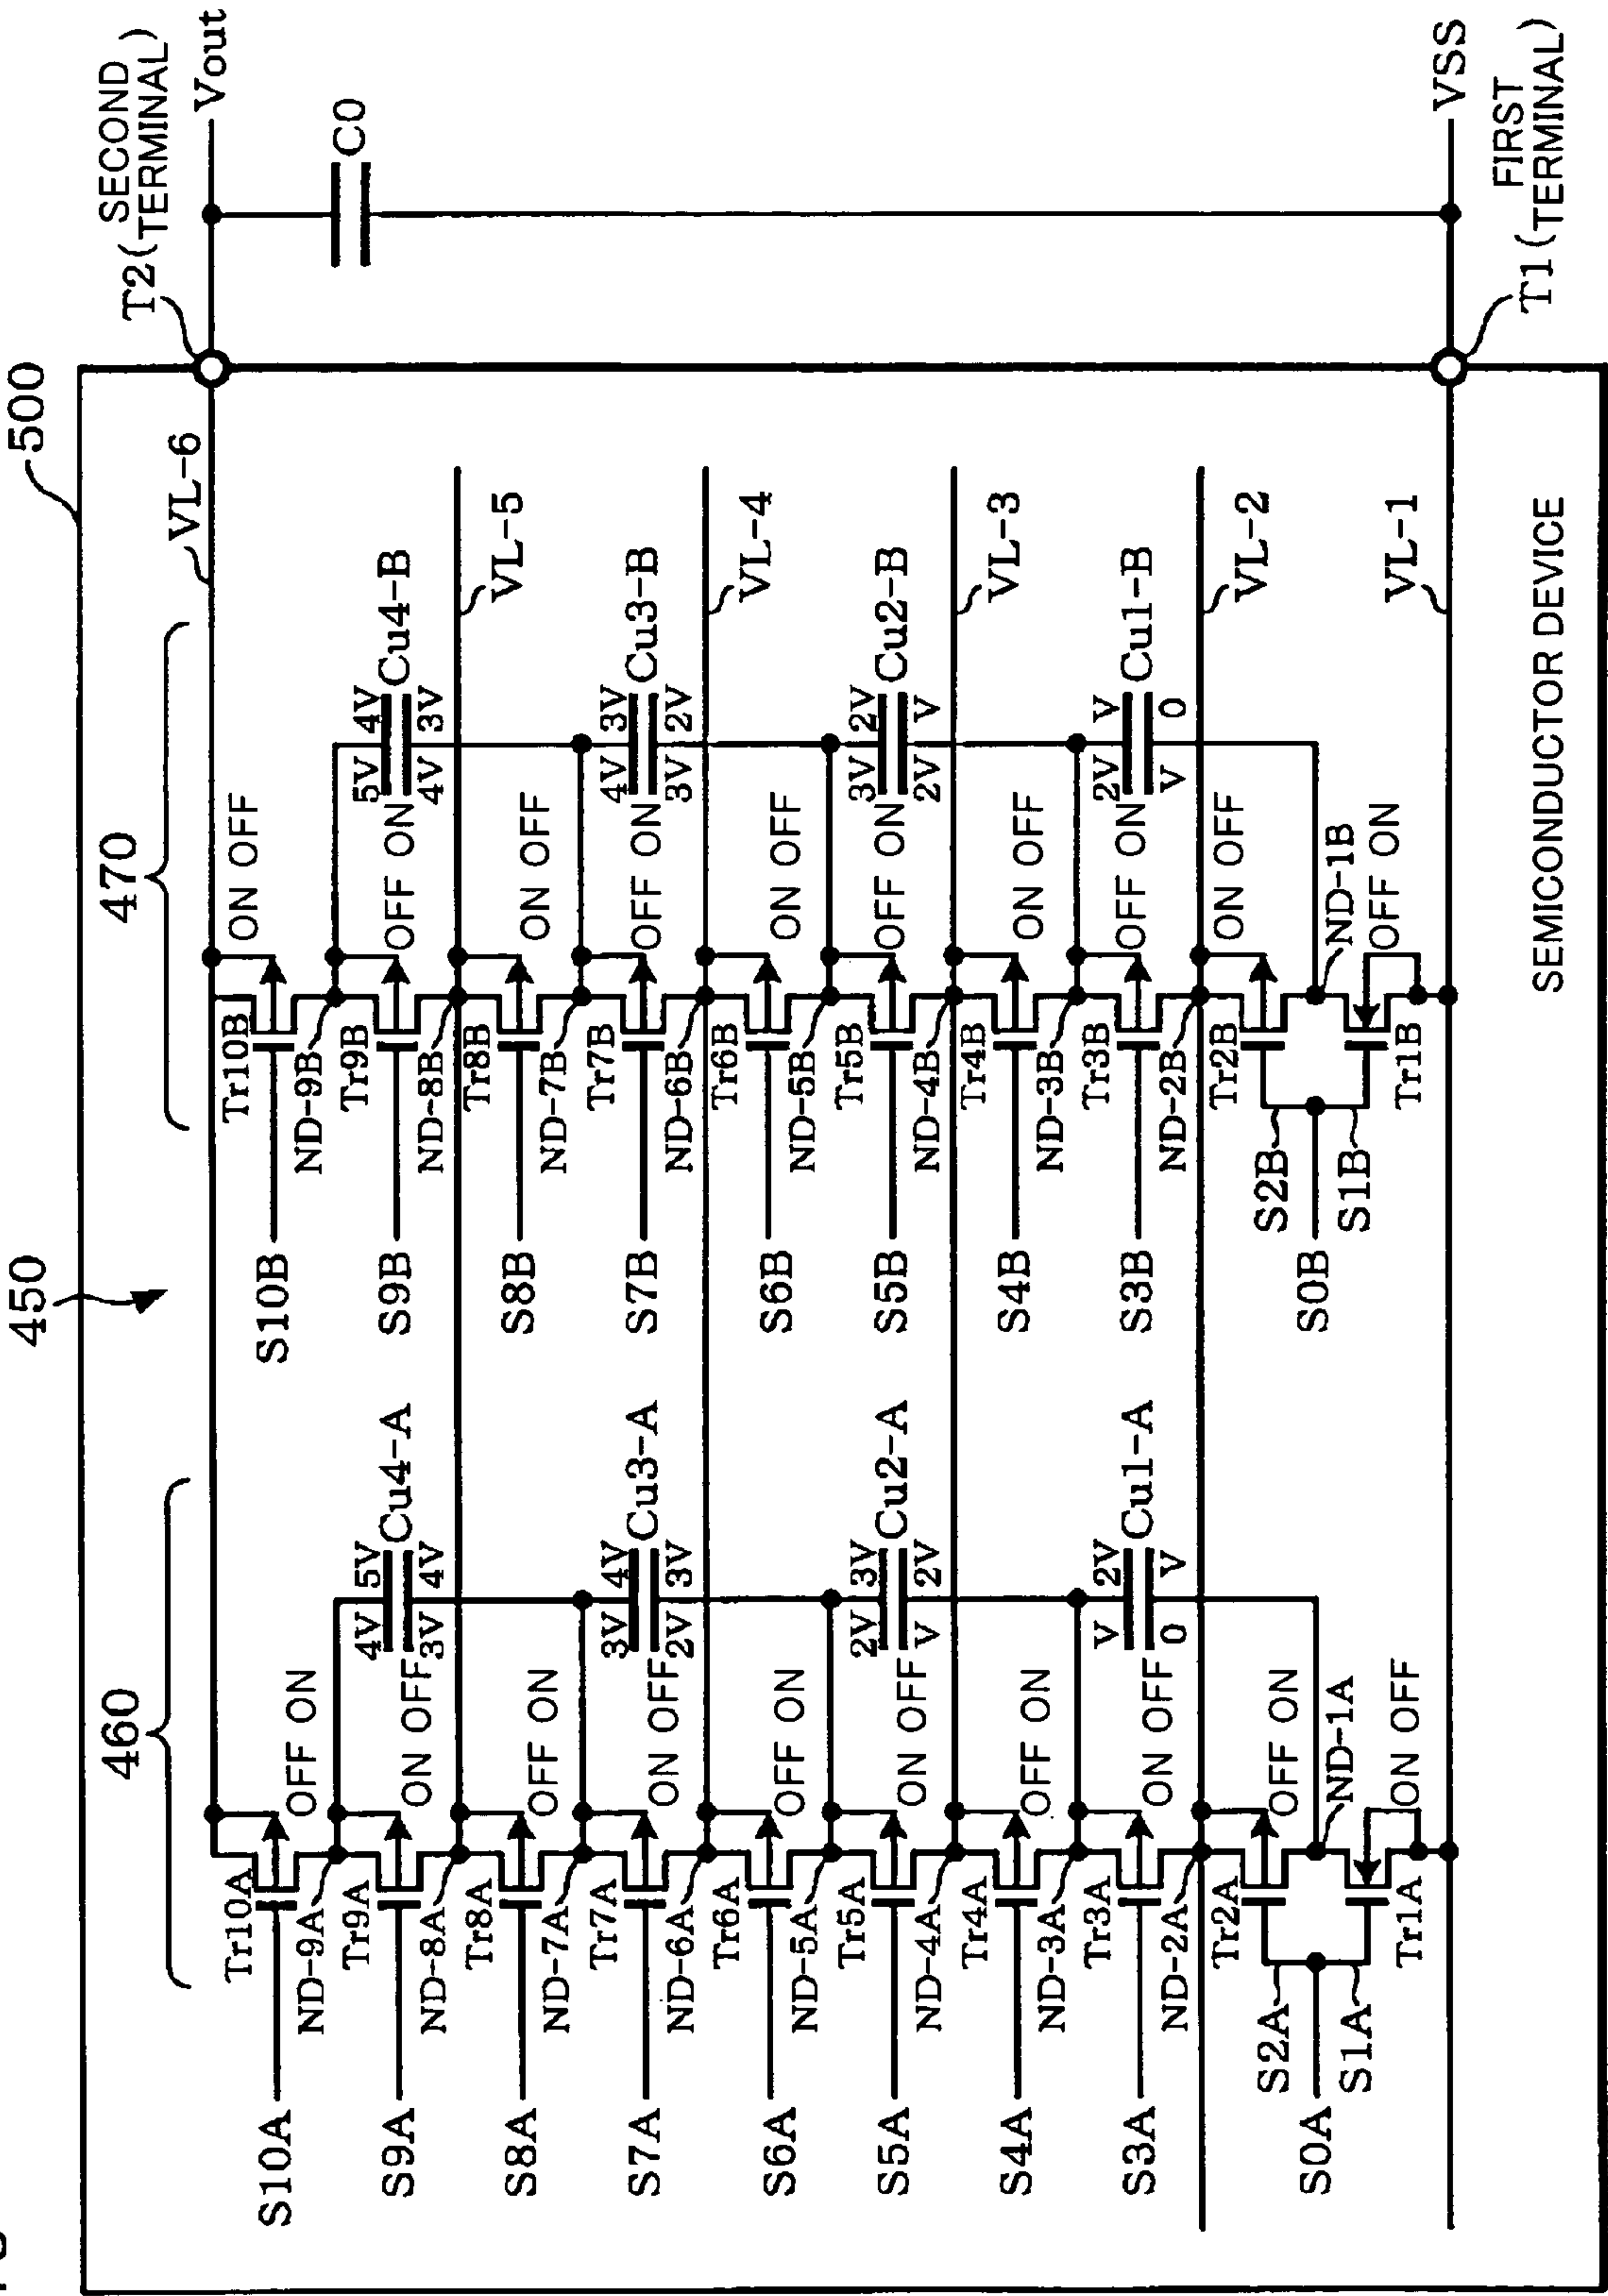 500
450
460
470
SECOND
T2 (TERMINAL)
Vout
VL-6
C0
S10A
Tr10A
OFF ON
ND-9A
4V 5V
Cu4-A
3V 4V
S9A
Tr9A
ON OFF
ND-8A
S8A
Tr8A
OFF ON
ND-7A
3V 4V
Cu3-A
2V 3V
S7A
Tr7A
ON OFF
ND-6A
S6A
Tr6A
OFF ON
ND-5A
2V 3V
Cu2-A
V 2V
S5A
Tr5A
ON OFF
ND-4A
S4A
Tr4A
OFF ON
ND-3A
V 2V
Cu1-A
0 V
S3A
Tr3A
ON OFF
ND-2A
Tr2A
OFF ON
S2A
S0A
S1A
ND-1A
Tr1A
ON OFF
S10B
Tr10B
ON OFF
ND-9B
5V 4V
Cu4-B
4V 3V
S9B
Tr9B
OFF ON
ND-8B
VL-5
S8B
Tr8B
ON OFF
ND-7B
4V 3V
Cu3-B
3V 2V
S7B
Tr7B
OFF ON
ND-6B
VL-4
S6B
Tr6B
ON OFF
ND-5B
3V 2V
Cu2-B
2V V
S5B
Tr5B
OFF ON
ND-4B
VL-3
S4B
Tr4B
ON OFF
ND-3B
2V V
Cu1-B
V 0
S3B
Tr3B
OFF ON
ND-2B
VL-2
Tr2B
ON OFF
S2B
S0B
S1B
ND-1B
Tr1B
OFF ON
VL-1
VSS
FIRST
T1 (TERMINAL)
SEMICONDUCTOR DEVICE